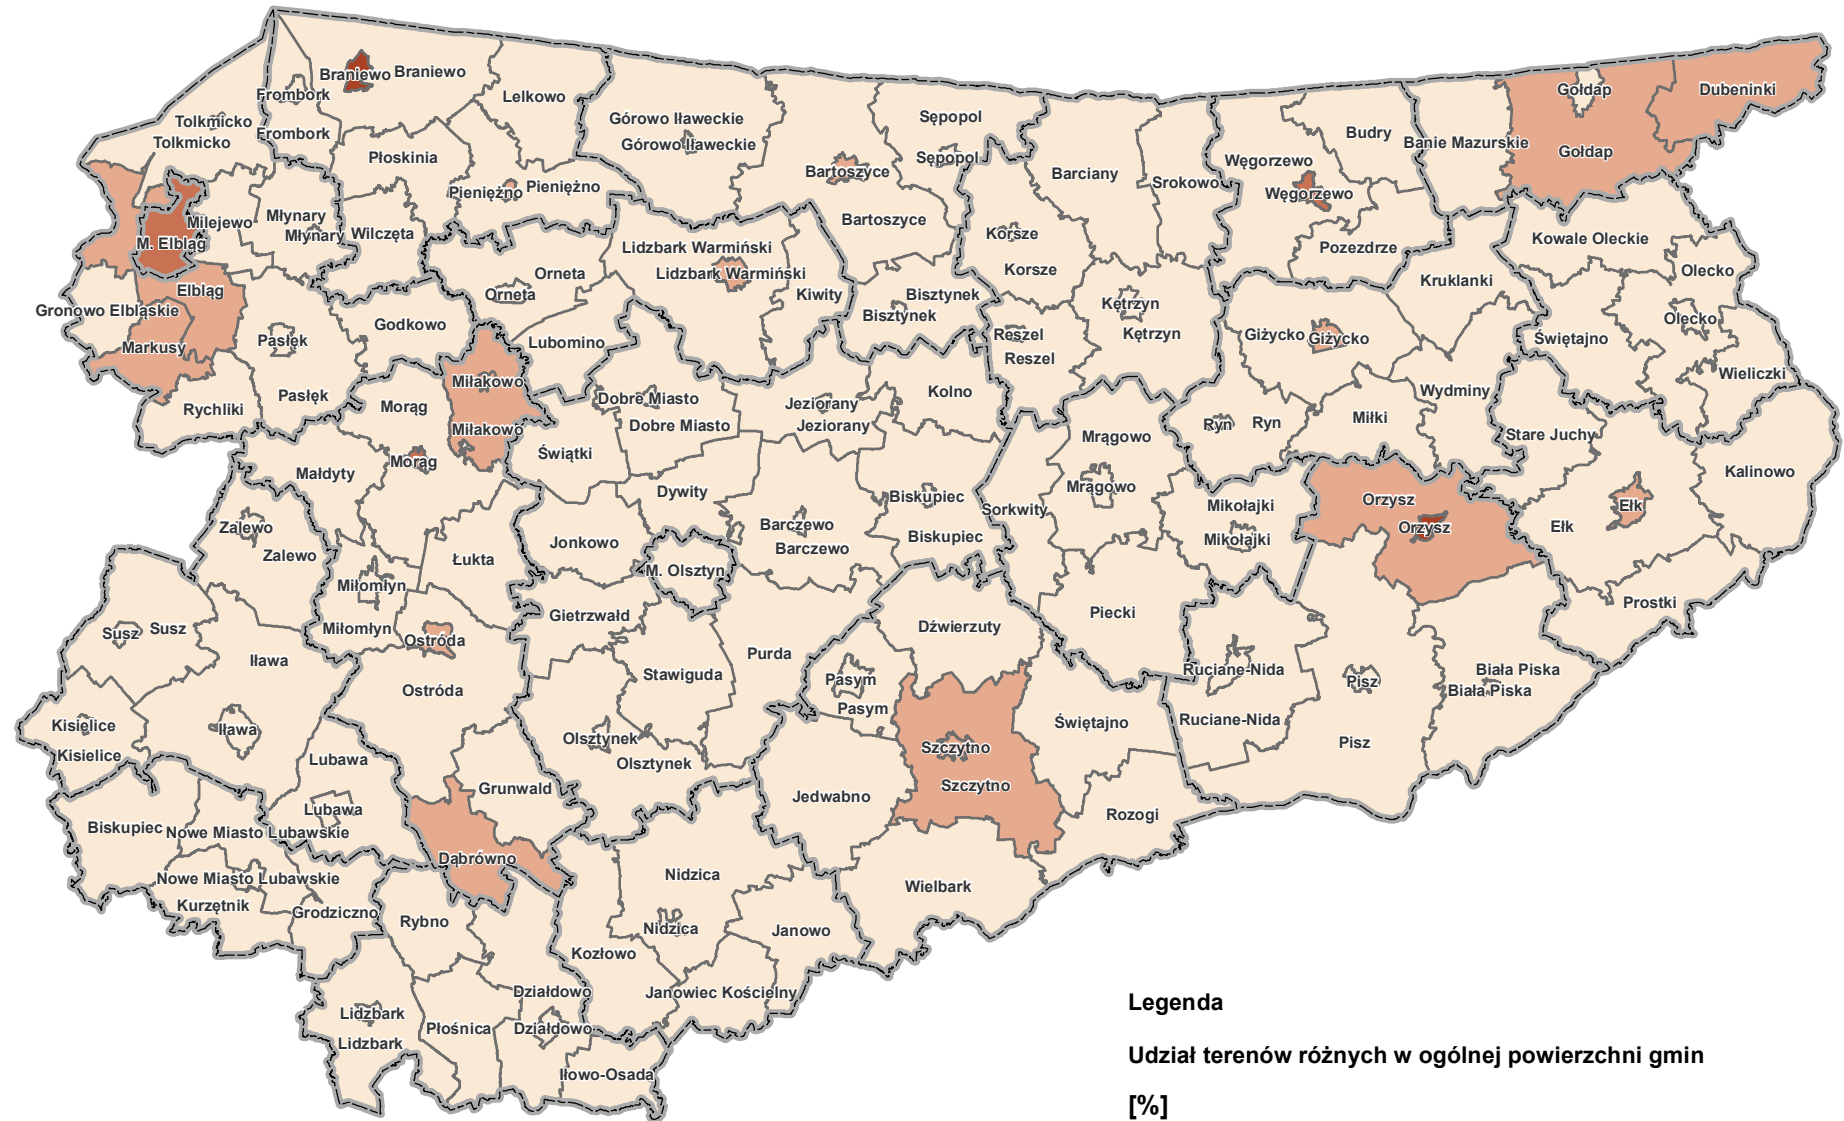 Braniewo Braniewo
Frombork
Lelkowo
Gołdap
Dubeninki
Tolkmicko
Tolkmicko
Frombork
Górowo Iławeckie
Górowo Iławeckie
Sępopol
Sępopol
Budry
Banie Mazurskie
Gołdap
Płoskinia
Bartoszyce
Barciany
Srokowo
Węgorzewo
Węgorzewo
Pieniężno Pieniężno
Milejewo
Młynary
Młynary
Wilczęta
Bartoszyce
M. Elbląg
Lidzbark Warmiński
Lidzbark Warmiński
Korsze
Korsze
Pozezdrze
Kowale Oleckie
Olecko
Orneta
Orneta
Kiwity
Bisztynek
Bisztynek
Kętrzyn
Kętrzyn
Kruklanki
Elbląg
Gronowo Elbląskie
Godkowo
Markusy
Pasłęk
Lubomino
Reszel
Reszel
Giżycko Giżycko
Świętajno
Olecko
Wieliczki
Miłakowo
Pasłęk
Rychliki
Morąg
Dobre Miasto
Dobre Miasto
Jeziorany
Jeziorany
Kolno
Wydminy
Miłakowo
Świątki
Mrągowo
Ryn Ryn
Miłki
Stare Juchy
Morąg
Małdyty
Dywity
Biskupiec
Mrągowo
Kalinowo
Zalewo
Zalewo
Barczewo
Barczewo
Biskupiec
Sorkwity
Mikołajki
Mikołajki
Orzysz
Orzysz
Ełk
Ełk
Jonkowo
Łukta
M. Olsztyn
Miłomłyn
Miłomłyn
Gietrzwałd
Dźwierzuty
Piecki
Prostki
Susz Susz
Ostróda
Iława
Purda
Ostróda
Stawiguda
Pasym
Pasym
Ruciane-Nida
Pisz
Biała Piska
Biała Piska
Kisielice
Kisielice
Iława
Olsztynek
Olsztynek
Szczytno
Świętajno
Ruciane-Nida
Pisz
Lubawa
Grunwald
Szczytno
Lubawa
Jedwabno
Rozogi
Biskupiec
Nowe Miasto Lubawskie
Dąbrówno
Nowe Miasto Lubawskie
Nidzica
Wielbark
Kurzętnik
Grodziczno
Rybno
Nidzica
Janowo
Kozłowo
Janowiec Kościelny
Działdowo
Lidzbark
Płośnica
Działdowo
Lidzbark
Iłowo-Osada
Legenda
Udział terenów różnych w ogólnej powierzchni gmin
[%]